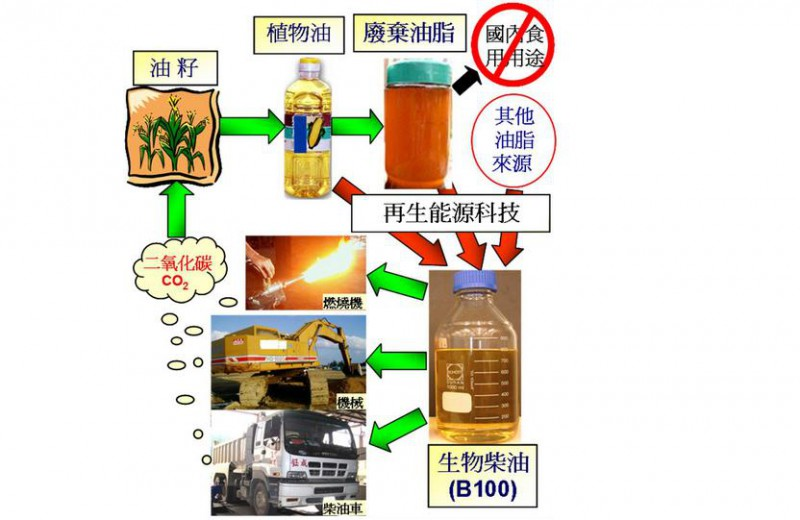 植物油
廢棄油脂
國內食
用用途
油籽
其他
油脂
來源
再生能源科技
二氧化碳
CO2
燃燒機
機械
柴油車
生物柴油
(B100)